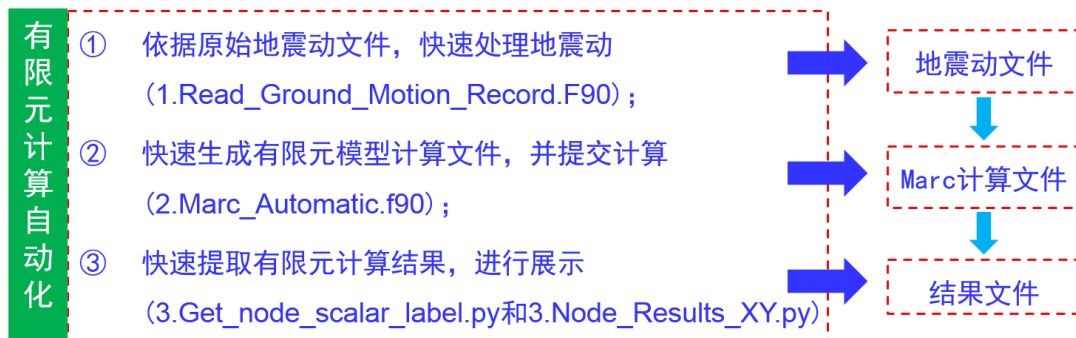 有限元计算自动化
① 依据原始地震动文件，快速处理地震动
(1.Read_Ground_Motion_Record.F90)；
② 快速生成有限元模型计算文件，并提交计算
(2.Marc_Automatic.f90)；
③ 快速提取有限元计算结果，进行展示
(3.Get_node_scalar_label.py和3.Node_Results_XY.py)
地震动文件
Marc计算文件
结果文件